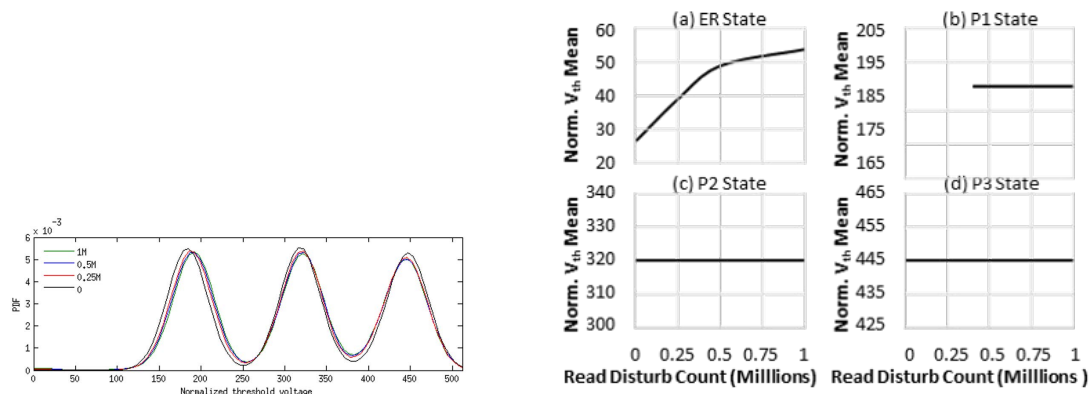 x 10^-3
6
5
4
3
2
1
0
PDF
1M
0.5M
0.25M
0
0 50 100 150 200 250 300 350 400 450 500
Normalized threshold voltage
(a) ER State
Norm. Vth Mean
60
50
40
30
20
(b) P1 State
Norm. Vth Mean
205
195
185
175
165
(c) P2 State
Norm. Vth Mean
340
330
320
310
300
0 0.25 0.5 0.75 1
Read Disturb Count (Milllions)
(d) P3 State
Norm. Vth Mean
465
455
445
435
425
0 0.25 0.5 0.75 1
Read Disturb Count (Milllions )